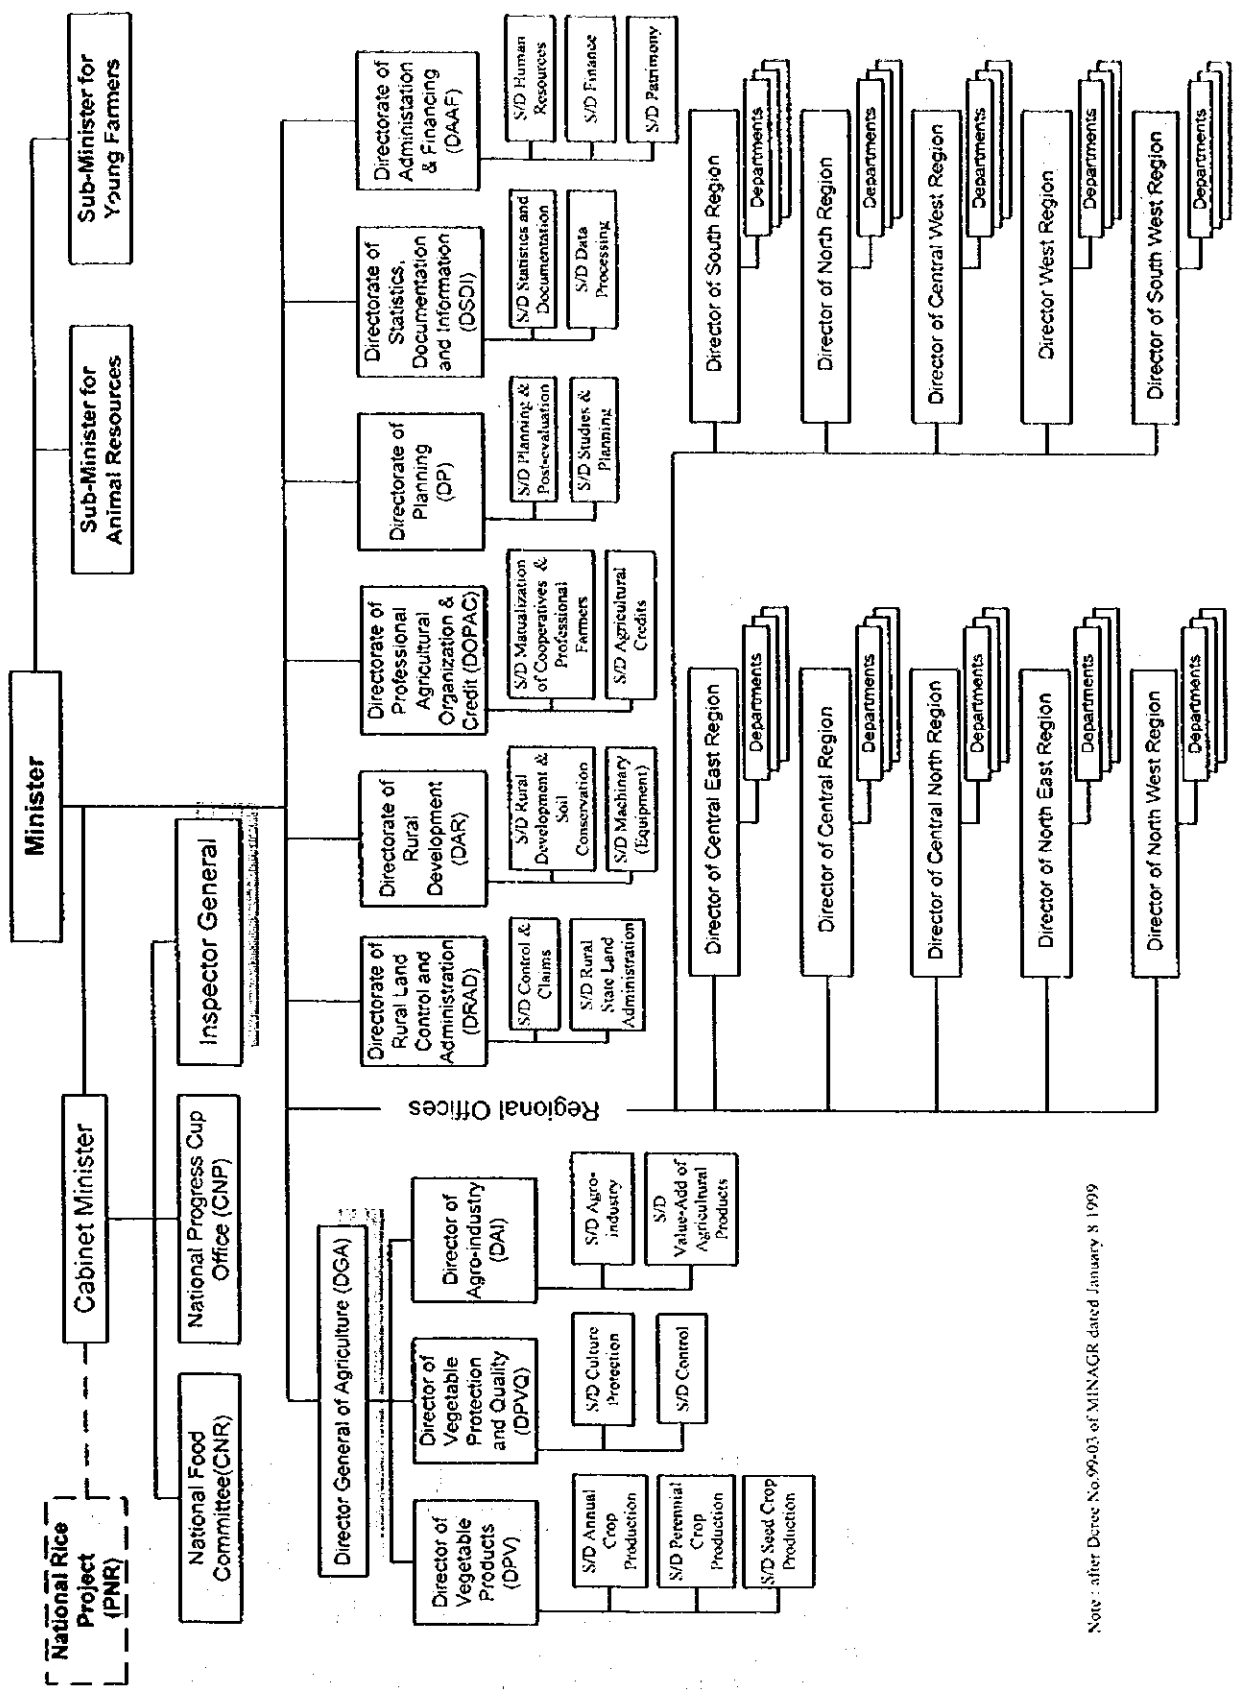 Minister
Sub-Minister for
Animal Resources
Sub-Minister for
Young Farmers
National Rice
Project
(PNR)
Cabinet Minister
National Food
Committee(CNR)
National Progress Cup
Office (CNP)
Inspector General
Director General of Agriculture (DGA)
Director of
Vegetable
Products
(DPV)
S/D Annual
Crop
Production
S/D Perennial
Crop
Production
S/D Seed Crop
Production
Director of
Vegetable
Protection
and Quality
(DPVQ)
S/D Culture
Protection
S/D Control
Director of
Agro-industry
(DAI)
S/D Agro-
industry
S/D
Value-Add of
Agricultural
Products
Directorate of
Rural Land
Control and
Administration
(DRAD)
S/D Control &
Claims
S/D Rural
State Land
Administration
Directorate of
Rural
Development
(DAR)
S/D Rural
Development &
Soil
Conservation
S/D Machinary
(Equipment)
Directorate of
Professional
Agricultural
Organization &
Credit (DOPAC)
S/D Matualization
of Cooperatives &
Professional
Farmers
S/D Agricultural
Credits
Directorate of
Planning
(DP)
S/D Planning &
Post-evaluation
S/D Studies &
Planning
Directorate of
Statistics,
Documentation
and Information
(DSDI)
S/D Statistics and
Documentation
S/D Data
Processing
Directorate of
Administation
& Financing
(DAAF)
S/D Human
Resources
S/D Finance
S/D Patrimony
Regional Offices
Director of Central East Region
Departments
Director of Central Region
Departments
Director of Central North Region
Departments
Director of North East Region
Departments
Director of North West Region
Departments
Director of South Region
Departments
Director of North Region
Departments
Director of Central West Region
Departments
Director West Region
Departments
Director of South West Region
Departments
Note : after Decree No.99-03 of MINAGR dated January 8 1999